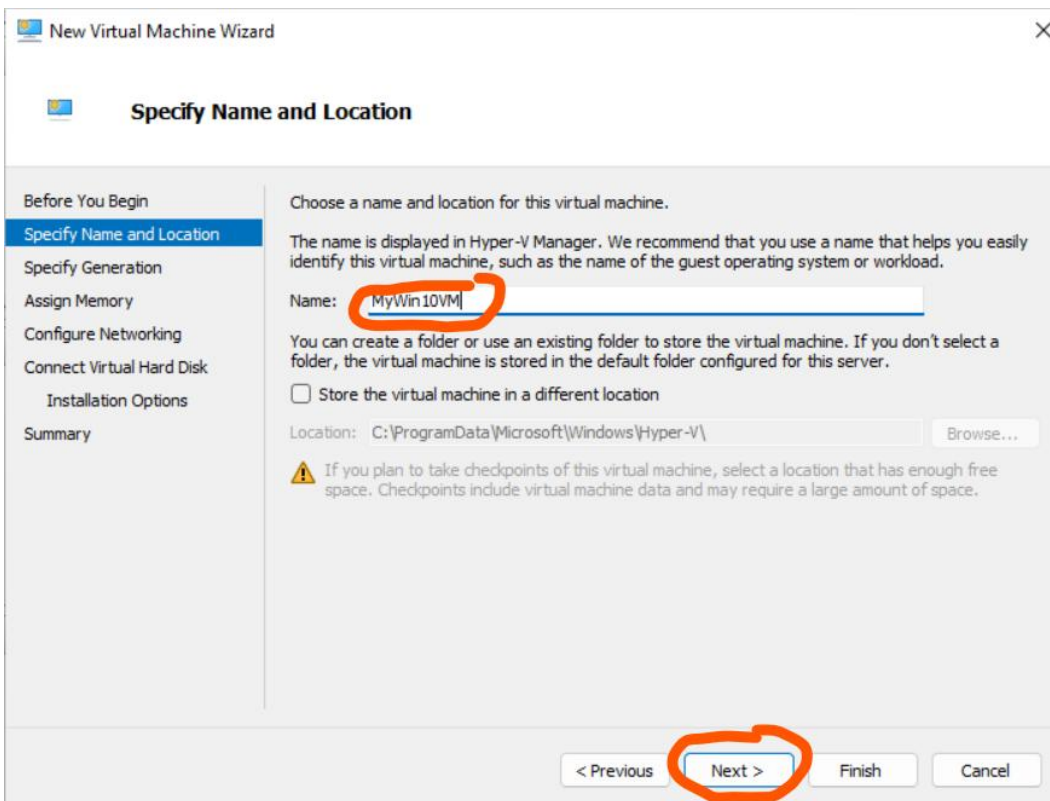 New Virtual Machine Wizard
Specify Name and Location
Before You Begin
Specify Name and Location
Specify Generation
Assign Memory
Configure Networking
Connect Virtual Hard Disk
Installation Options
Summary
Choose a name and location for this virtual machine.
The name is displayed in Hyper-V Manager. We recommend that you use a name that helps you easily
identify this virtual machine, such as the name of the guest operating system or workload.
Name: MyWin10VM
You can create a folder or use an existing folder to store the virtual machine. If you don't select a
folder, the virtual machine is stored in the default folder configured for this server.
Store the virtual machine in a different location
Location: C:\ProgramData\Microsoft\Windows\Hyper-V\ Browse...
If you plan to take checkpoints of this virtual machine, select a location that has enough free
space. Checkpoints include virtual machine data and may require a large amount of space.
< Previous Next > Finish Cancel